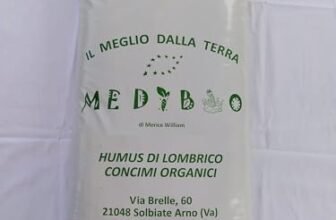 IL MEGLIO DALLA TERRA
MEDIBIO
di Merica William
HUMUS DI LOMBRICO
CONCIMI ORGANICI
Via Brelle, 60
21048 Solbiate Arno (Va)